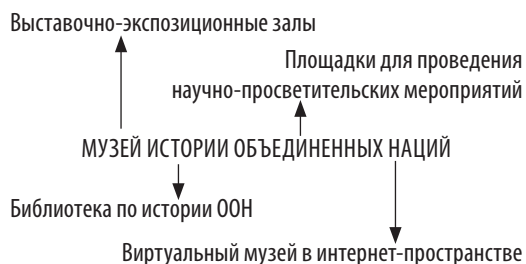 Выставочно-экспозиционные залы
Площадки для проведения
научно-просветительских мероприятий
МУЗЕЙ ИСТОРИИ ОБЪЕДИНЕННЫХ НАЦИЙ
Библиотека по истории ООН
Виртуальный музей в интернет-пространстве